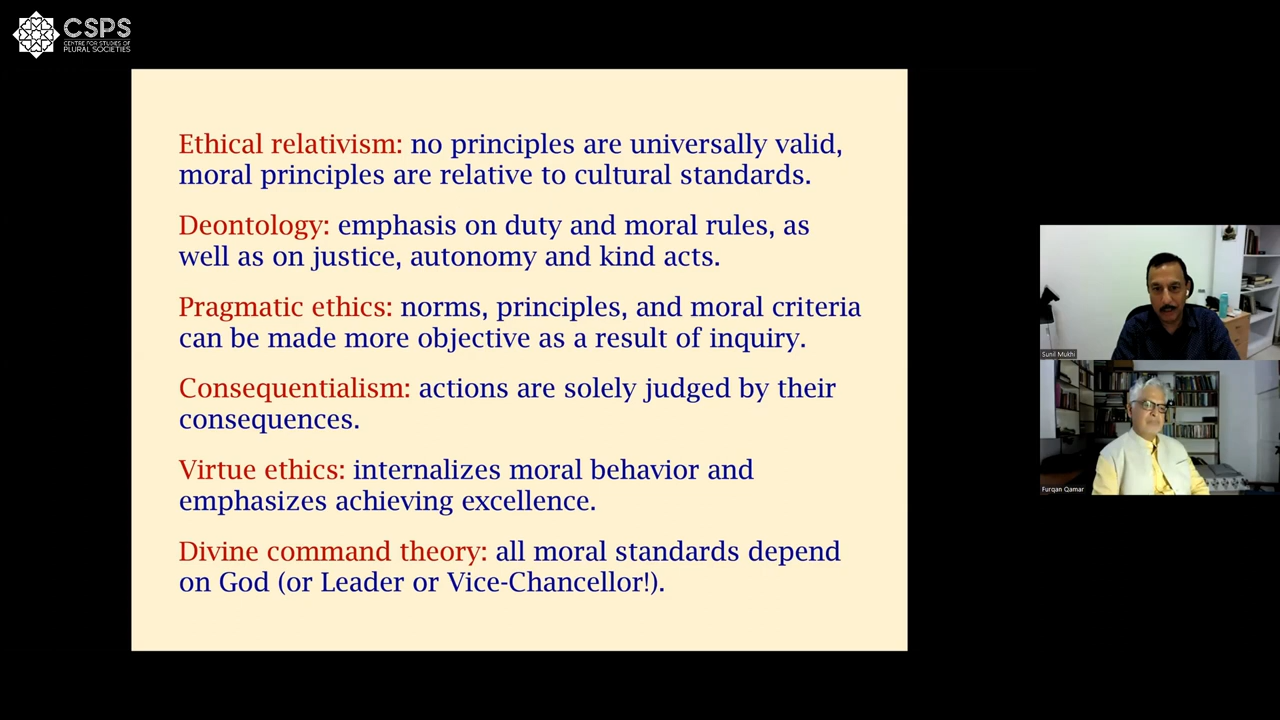 CSPS
CENTRE FOR STUDIES OF
PLURAL SOCIETIES
Ethical relativism: no principles are universally valid,
moral principles are relative to cultural standards.
Deontology: emphasis on duty and moral rules, as
well as on justice, autonomy and kind acts.
Pragmatic ethics: norms, principles, and moral criteria
can be made more objective as a result of inquiry.
Consequentialism: actions are solely judged by their
consequences.
Virtue ethics: internalizes moral behavior and
emphasizes achieving excellence.
Divine command theory: all moral standards depend
on God (or Leader or Vice-Chancellor!).
Sunil Mukhi
Furqan Qamar